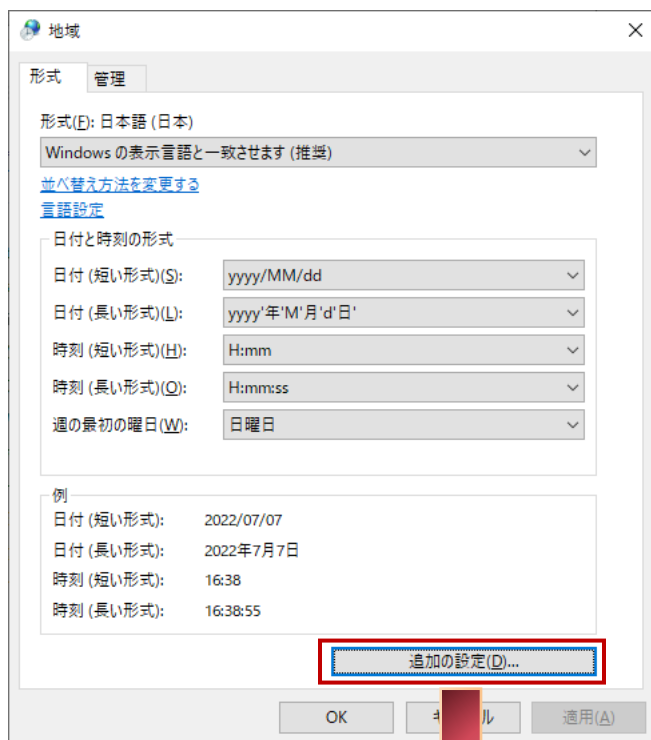 地域
形式 管理
形式(F): 日本語 (日本)
Windows の表示言語と一致させます (推奨)
並べ替え方法を変更する
言語設定
日付と時刻の形式
日付 (短い形式)(S): yyyy/MM/dd
日付 (長い形式)(L): yyyy'年'M'月'd'日'
時刻 (短い形式)(H): H:mm
時刻 (長い形式)(O): H:mm:ss
週の最初の曜日(W): 日曜日
例
日付 (短い形式): 2022/07/07
日付 (長い形式): 2022年7月7日
時刻 (短い形式): 16:38
時刻 (長い形式): 16:38:55
追加の設定(D)...
OK 適用(A)